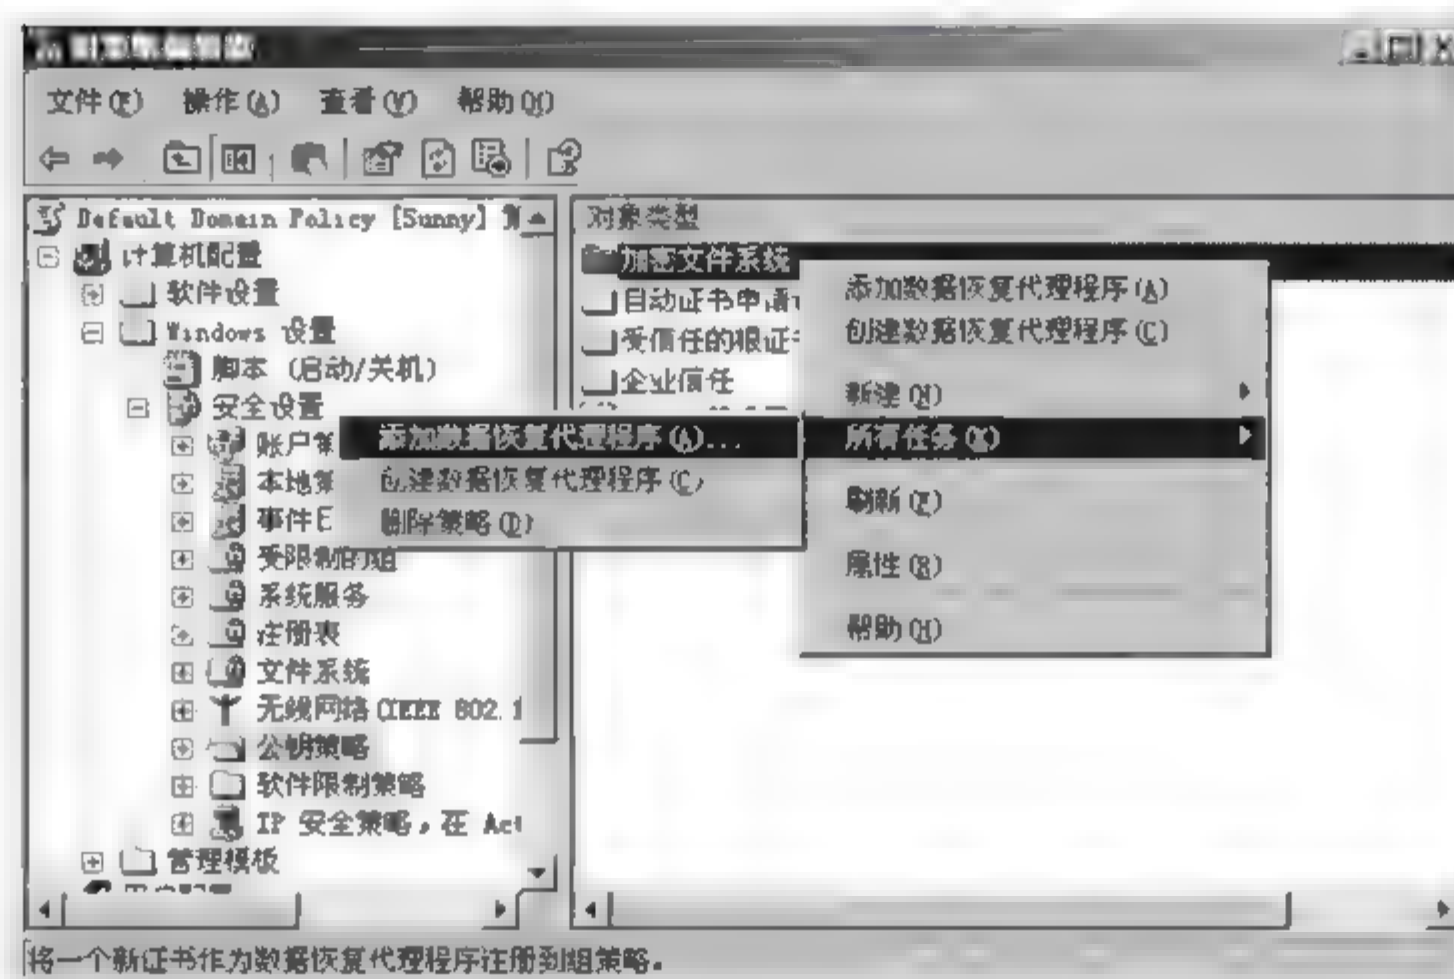 文件(F) 操作(A) 查看(V) 帮助(H)
Default Domain Policy [Sunny]
计算机配置
软件设置
Windows 设置
脚本 (启动/关机)
安全设置
账户策
本地策
事件日
受限制的组
系统服务
注册表
文件系统
无线网络(IEEE 802.1
公钥策略
软件限制策略
IP 安全策略，在 Act
管理模板
对象类型
加密文件系统
自动证书申请
受信任的根证
企业信任
添加数据恢复代理程序(A)
创建数据恢复代理程序(C)
新建(N)
所有任务(K)
刷新(F)
属性(R)
帮助(H)
添加数据恢复代理程序(A)...
创建数据恢复代理程序(C)
删除策略(D)
将一个新证书作为数据恢复代理程序注册到组策略。